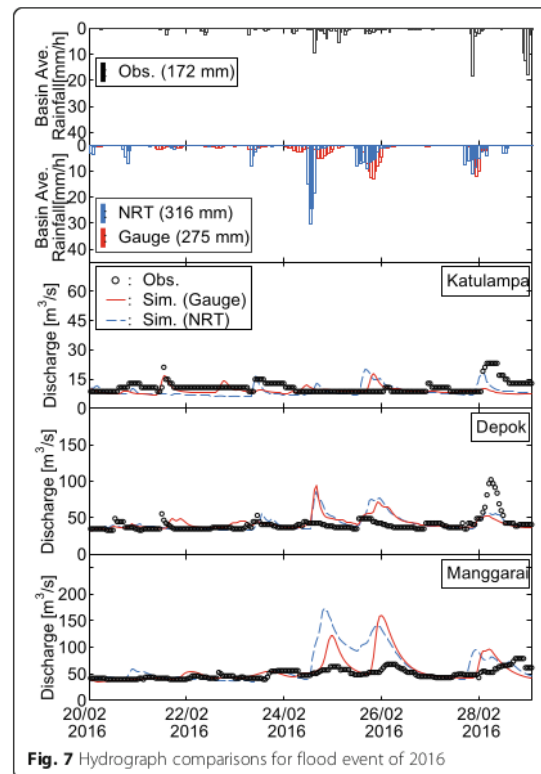 0
10
20
30
40
Basin Ave.
Rainfall[mm/h]
Obs. (172 mm)
0
10
20
30
40
Basin Ave.
Rainfall[mm/h]
NRT (316 mm)
Gauge (275 mm)
60
45
30
15
0
Discharge [m³/s]
: Obs.
: Sim. (Gauge)
: Sim. (NRT)
Katulampa
150
100
50
0
Discharge [m³/s]
Depok
200
150
100
50
0
Discharge [m³/s]
Manggarai
20/02 22/02 24/02 26/02 28/02
2016 2016 2016 2016 2016
Fig. 7 Hydrograph comparisons for flood event of 2016